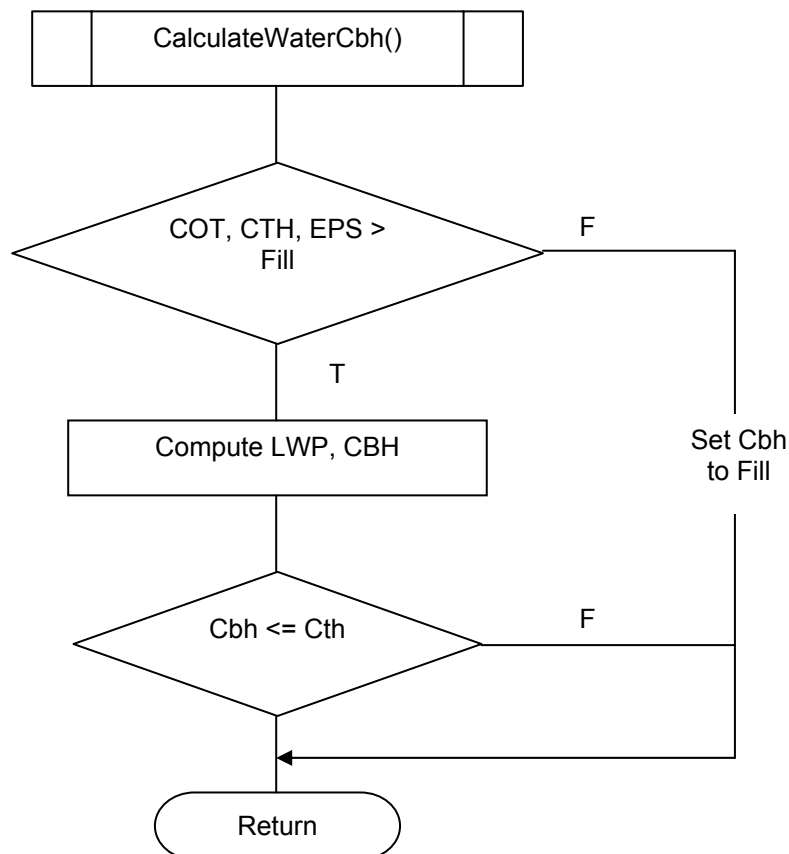 CalculateWaterCbh()
COT, CTH, EPS >
Fill
F
T
Compute LWP, CBH
Set Cbh
to Fill
Cbh <= Cth
F
Return